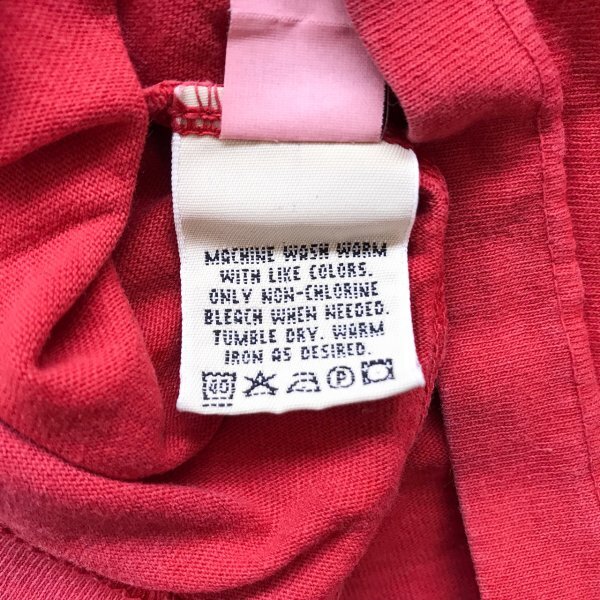 MACHINE WASH WARM
WITH LIKE COLORS.
ONLY NON-CHLORINE
BLEACH WHEN NEEDED.
TUMBLE DRY. WARM
IRON AS DESIRED.
40 P